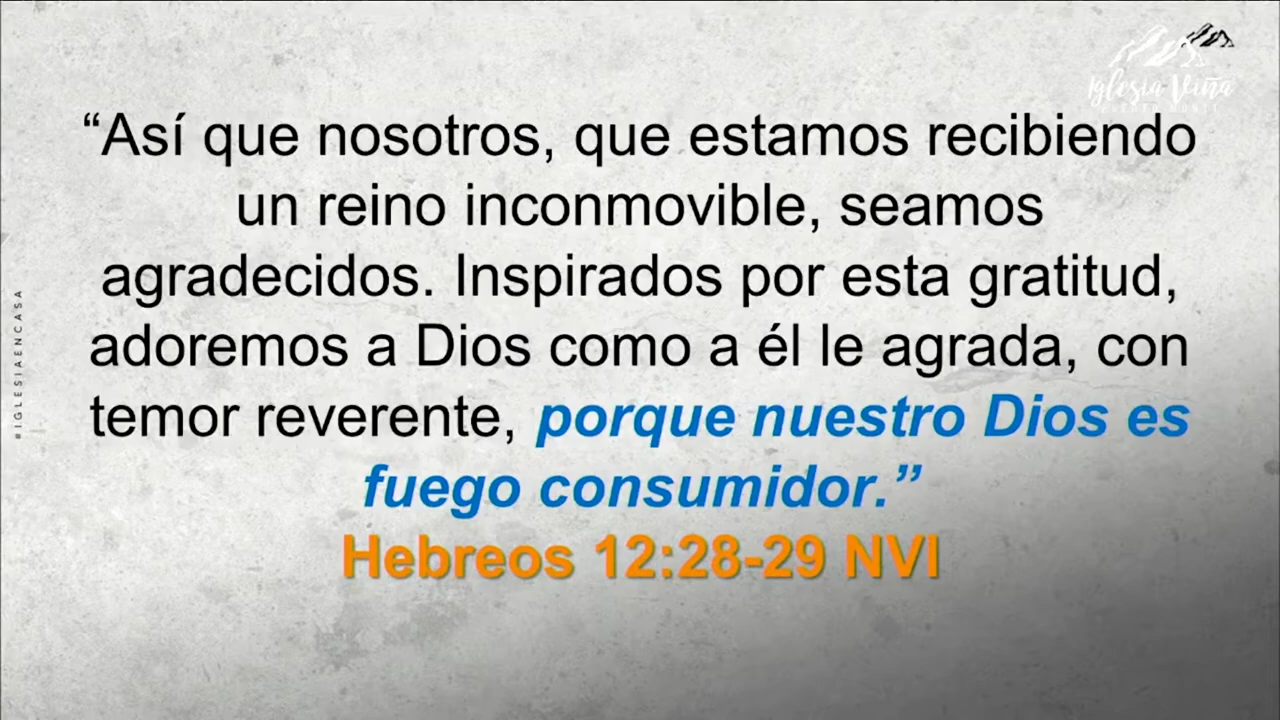 Iglesia Viña
“Así que nosotros, que estamos recibiendo
un reino inconmovible, seamos
agradecidos. Inspirados por esta gratitud,
adoremos a Dios como a él le agrada, con
temor reverente, porque nuestro Dios es
fuego consumidor.”
Hebreos 12:28-29 NVI
#IGLESIAENCASA